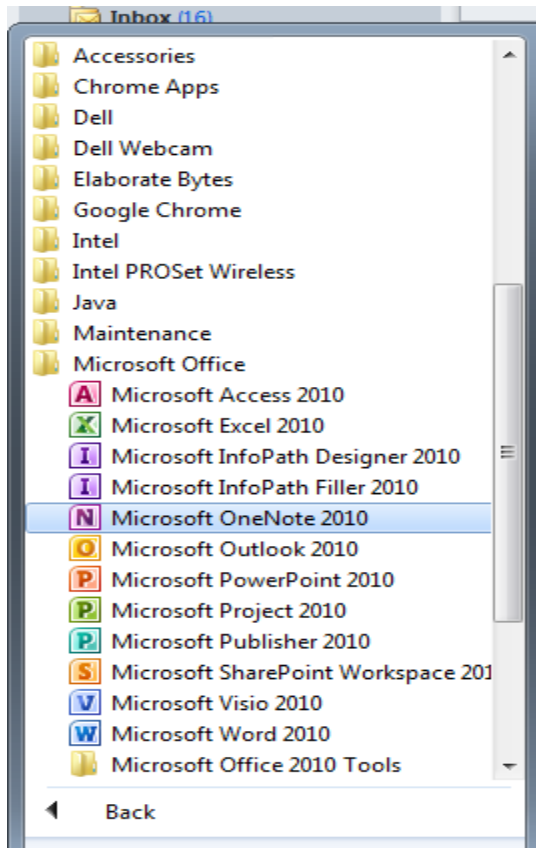 Inbox (16)
Accessories
Chrome Apps
Dell
Dell Webcam
Elaborate Bytes
Google Chrome
Intel
Intel PROSet Wireless
Java
Maintenance
Microsoft Office
A Microsoft Access 2010
X Microsoft Excel 2010
I Microsoft InfoPath Designer 2010
I Microsoft InfoPath Filler 2010
N Microsoft OneNote 2010
O Microsoft Outlook 2010
P Microsoft PowerPoint 2010
P Microsoft Project 2010
P Microsoft Publisher 2010
S Microsoft SharePoint Workspace 201
V Microsoft Visio 2010
W Microsoft Word 2010
Microsoft Office 2010 Tools
Back